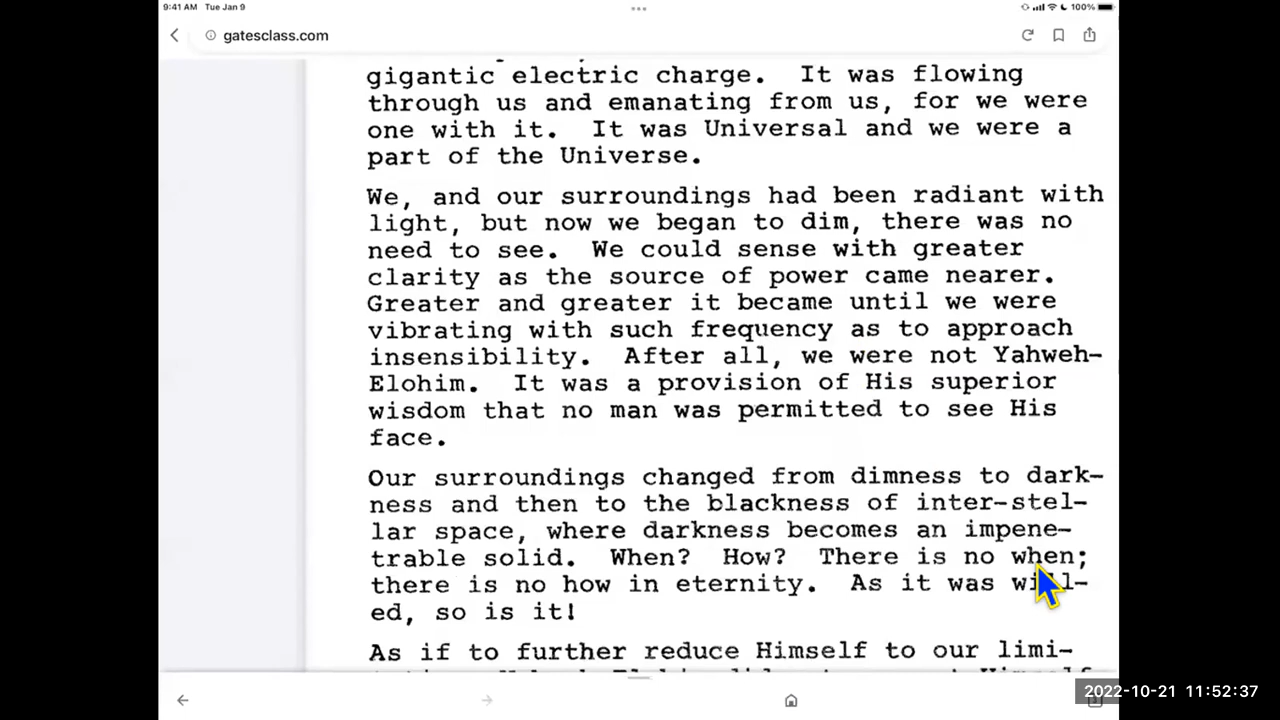 9:41 AM Tue Jan 9
100%
gatesclass.com
gigantic electric charge. It was flowing
through us and emanating from us, for we were
one with it. It was Universal and we were a
part of the Universe.
We, and our surroundings had been radiant with
light, but now we began to dim, there was no
need to see. We could sense with greater
clarity as the source of power came nearer.
Greater and greater it became until we were
vibrating with such frequency as to approach
insensibility. After all, we were not Yahweh-
Elohim. It was a provision of His superior
wisdom that no man was permitted to see His
face.
Our surroundings changed from dimness to dark-
ness and then to the blackness of inter-stel-
lar space, where darkness becomes an impene-
trable solid. When? How? There is no when;
there is no how in eternity. As it was will-
ed, so is it!
As if to further reduce Himself to our limi-
2022-10-21 11:52:37